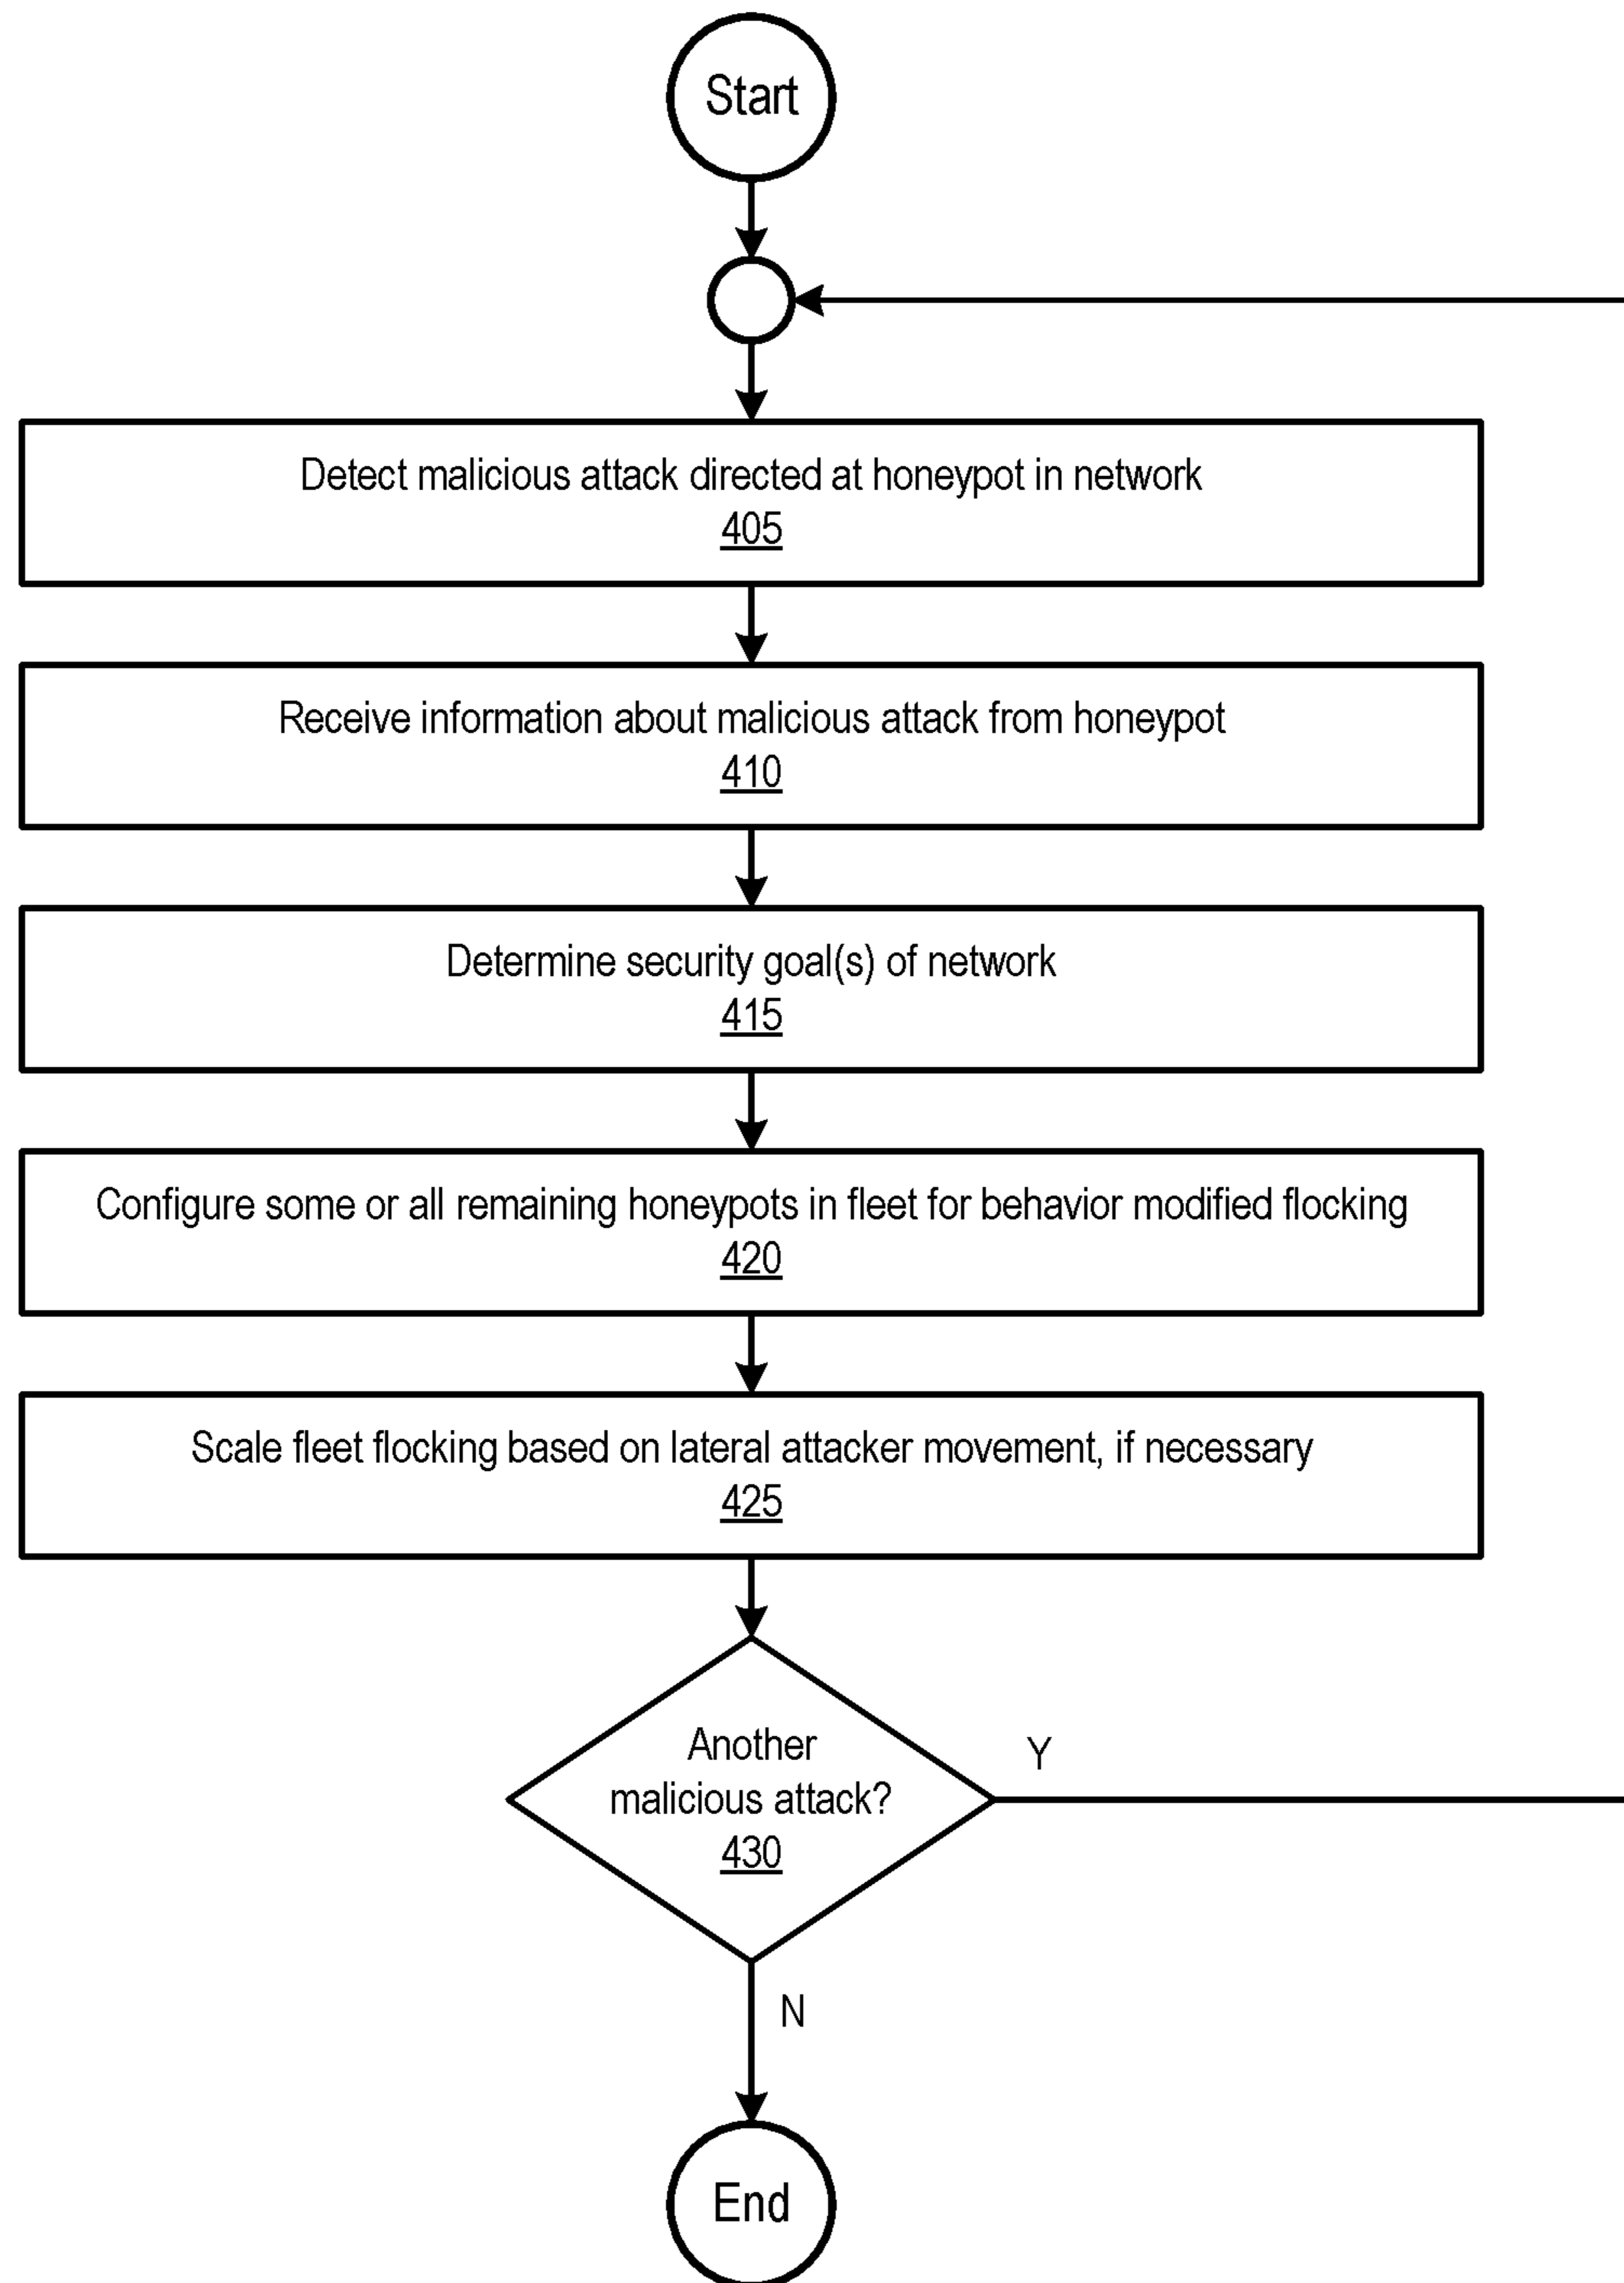 Start
Detect malicious attack directed at honeypot in network
405
Receive information about malicious attack from honeypot
410
Determine security goal(s) of network
415
Configure some or all remaining honeypots in fleet for behavior modified flocking
420
Scale fleet flocking based on lateral attacker movement, if necessary
425
Another
malicious attack?
430
Y
N
End